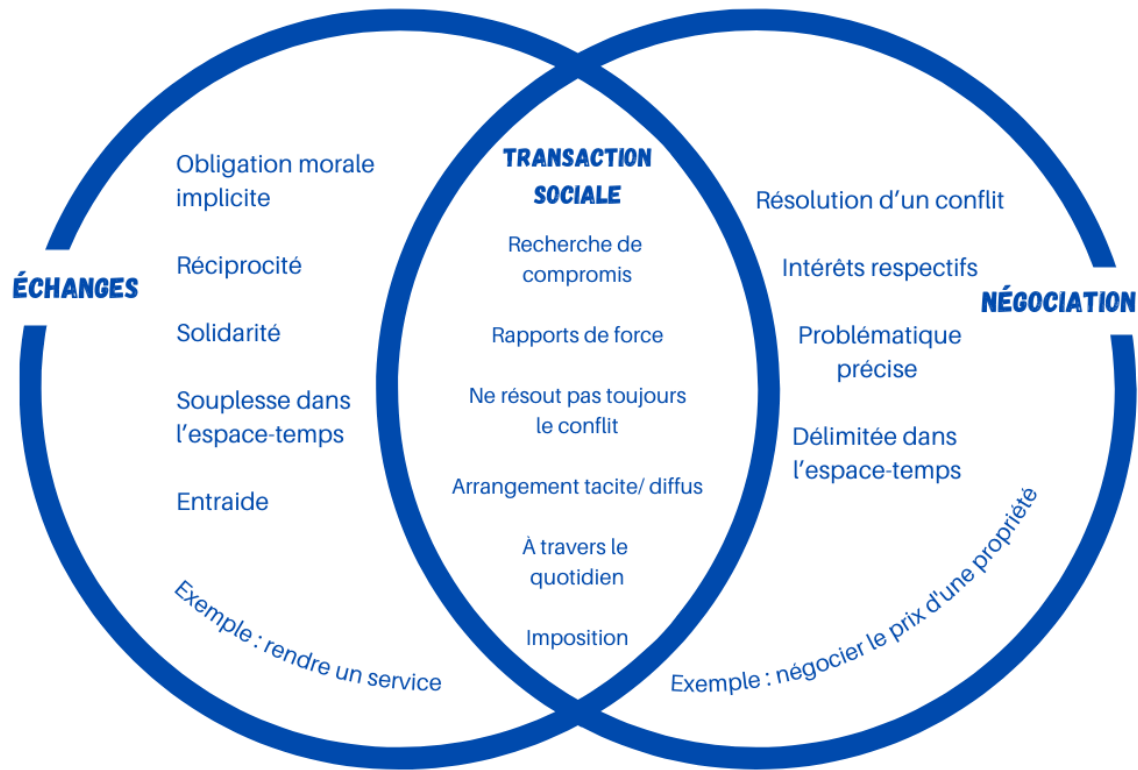 ÉCHANGES
Obligation morale
implicite
Réciprocité
Solidarité
Souplesse dans
l'espace-temps
Entraide
Exemple : rendre un service
TRANSACTION
SOCIALE
Recherche de
compromis
Rapports de force
Ne résout pas toujours
le conflit
Arrangement tacite/ diffus
À travers le
quotidien
Imposition
NÉGOCIATION
Résolution d'un conflit
Intérêts respectifs
Problématique
précise
Délimitée dans
l'espace-temps
Exemple : négocier le prix d'une propriété